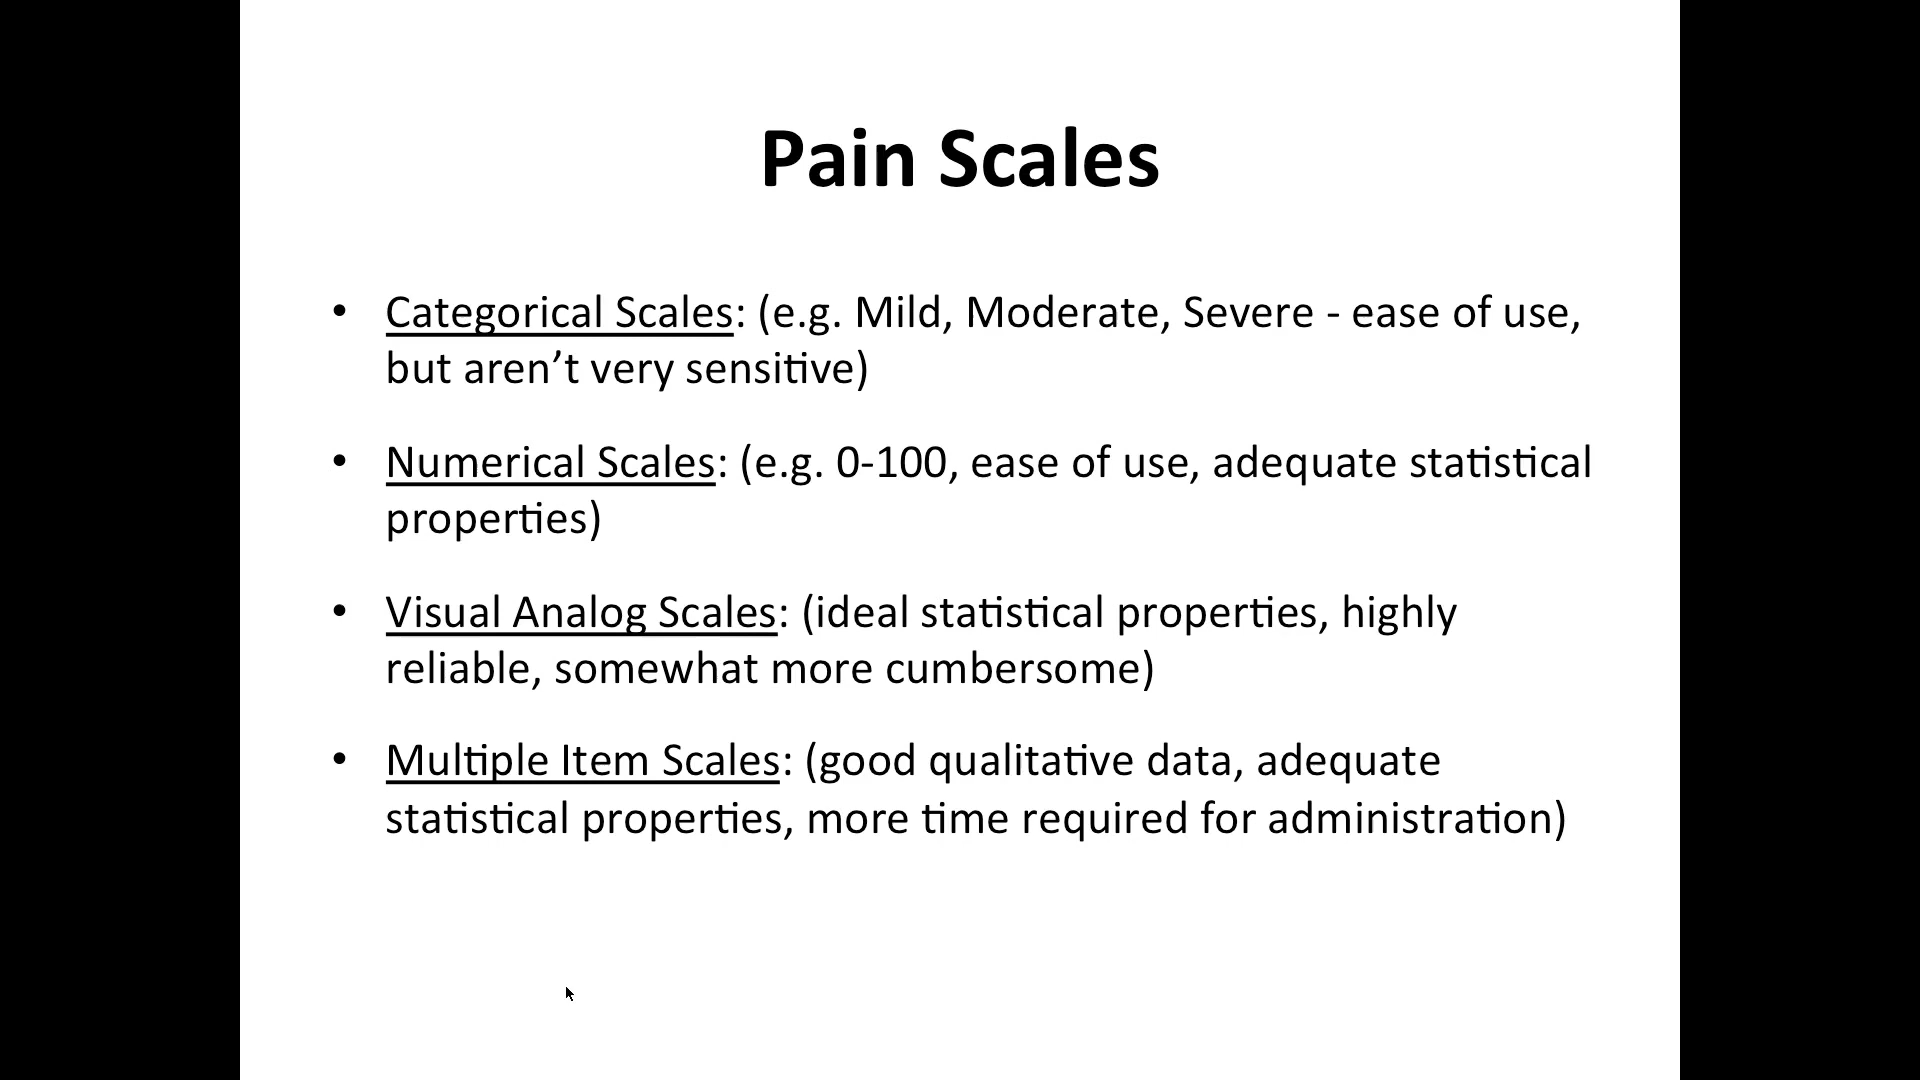 Pain Scales
• Categorical Scales: (e.g. Mild, Moderate, Severe - ease of use,
but aren’t very sensitive)
• Numerical Scales: (e.g. 0-100, ease of use, adequate statistical
properties)
• Visual Analog Scales: (ideal statistical properties, highly
reliable, somewhat more cumbersome)
• Multiple Item Scales: (good qualitative data, adequate
statistical properties, more time required for administration)